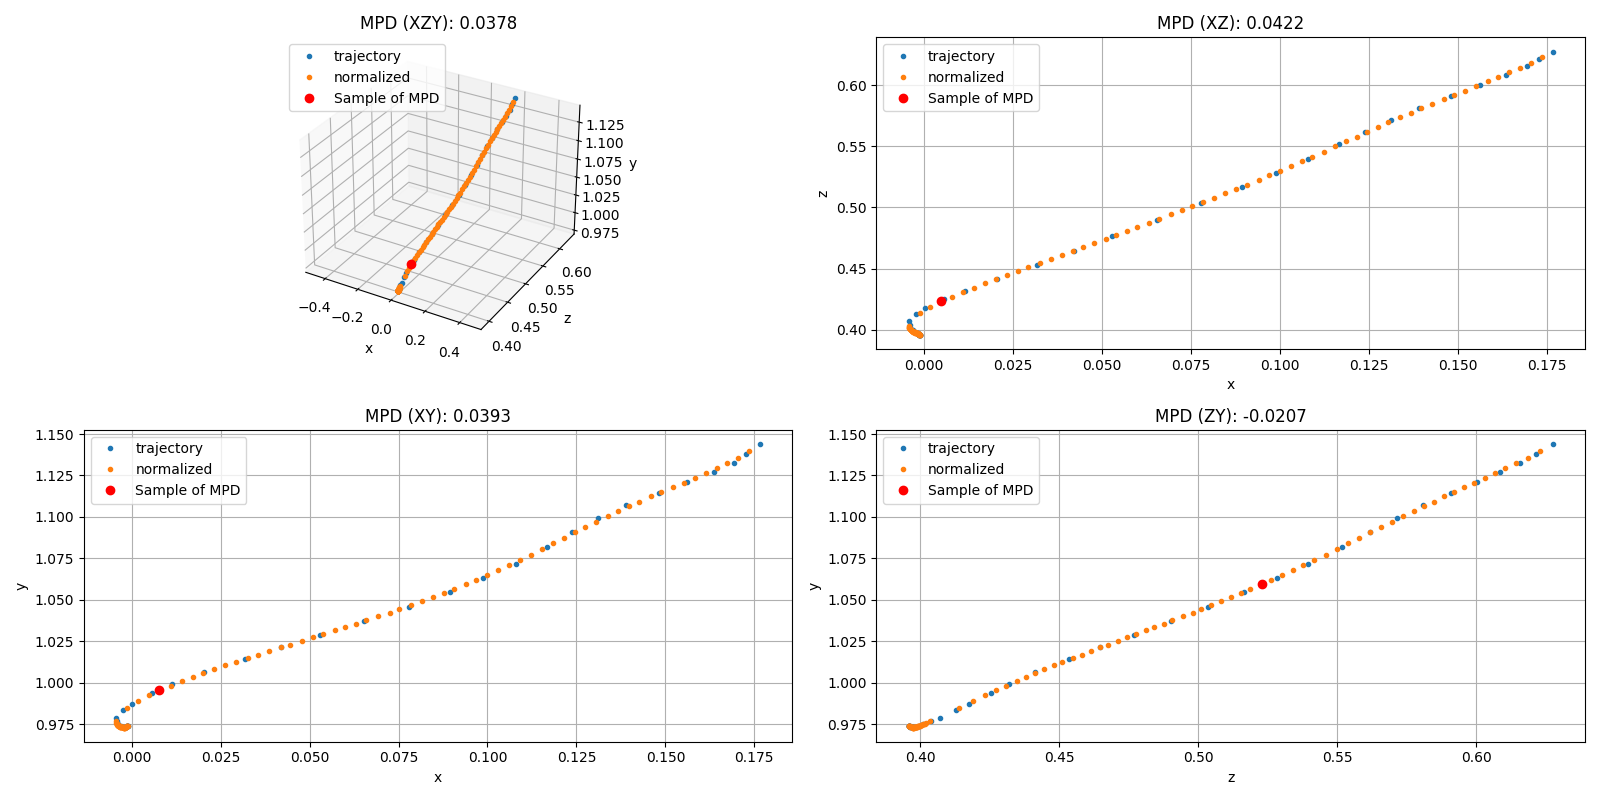 MPD (XZY): 0.0378
trajectory
normalized
Sample of MPD
1.125
1.100
1.075
1.050
1.025
1.000
0.975
y
−0.4
−0.2
0.0
0.2
0.4
x
0.40
0.45
0.50
0.55
0.60
z
MPD (XZ): 0.0422
trajectory
normalized
Sample of MPD
0.60
0.55
0.50
0.45
0.40
z
0.000 0.025 0.050 0.075 0.100 0.125 0.150 0.175
x
MPD (XY): 0.0393
trajectory
normalized
Sample of MPD
1.150
1.125
1.100
1.075
1.050
1.025
1.000
0.975
y
0.000 0.025 0.050 0.075 0.100 0.125 0.150 0.175
x
MPD (ZY): -0.0207
trajectory
normalized
Sample of MPD
1.150
1.125
1.100
1.075
1.050
1.025
1.000
0.975
y
0.40 0.45 0.50 0.55 0.60
z